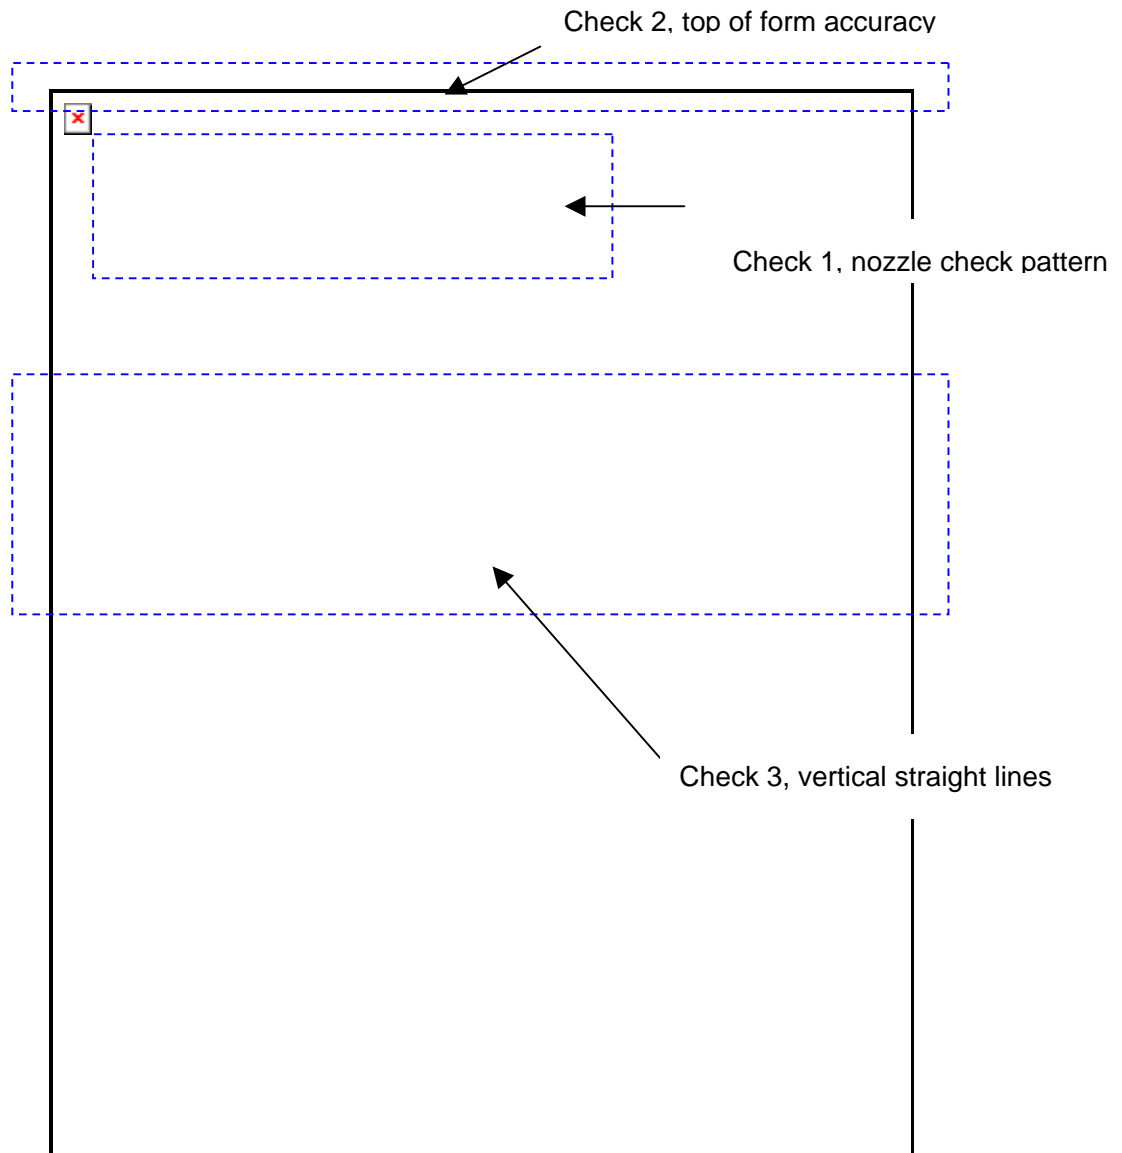 Check 2, top of form accuracy
Check 1, nozzle check pattern
Check 3, vertical straight lines